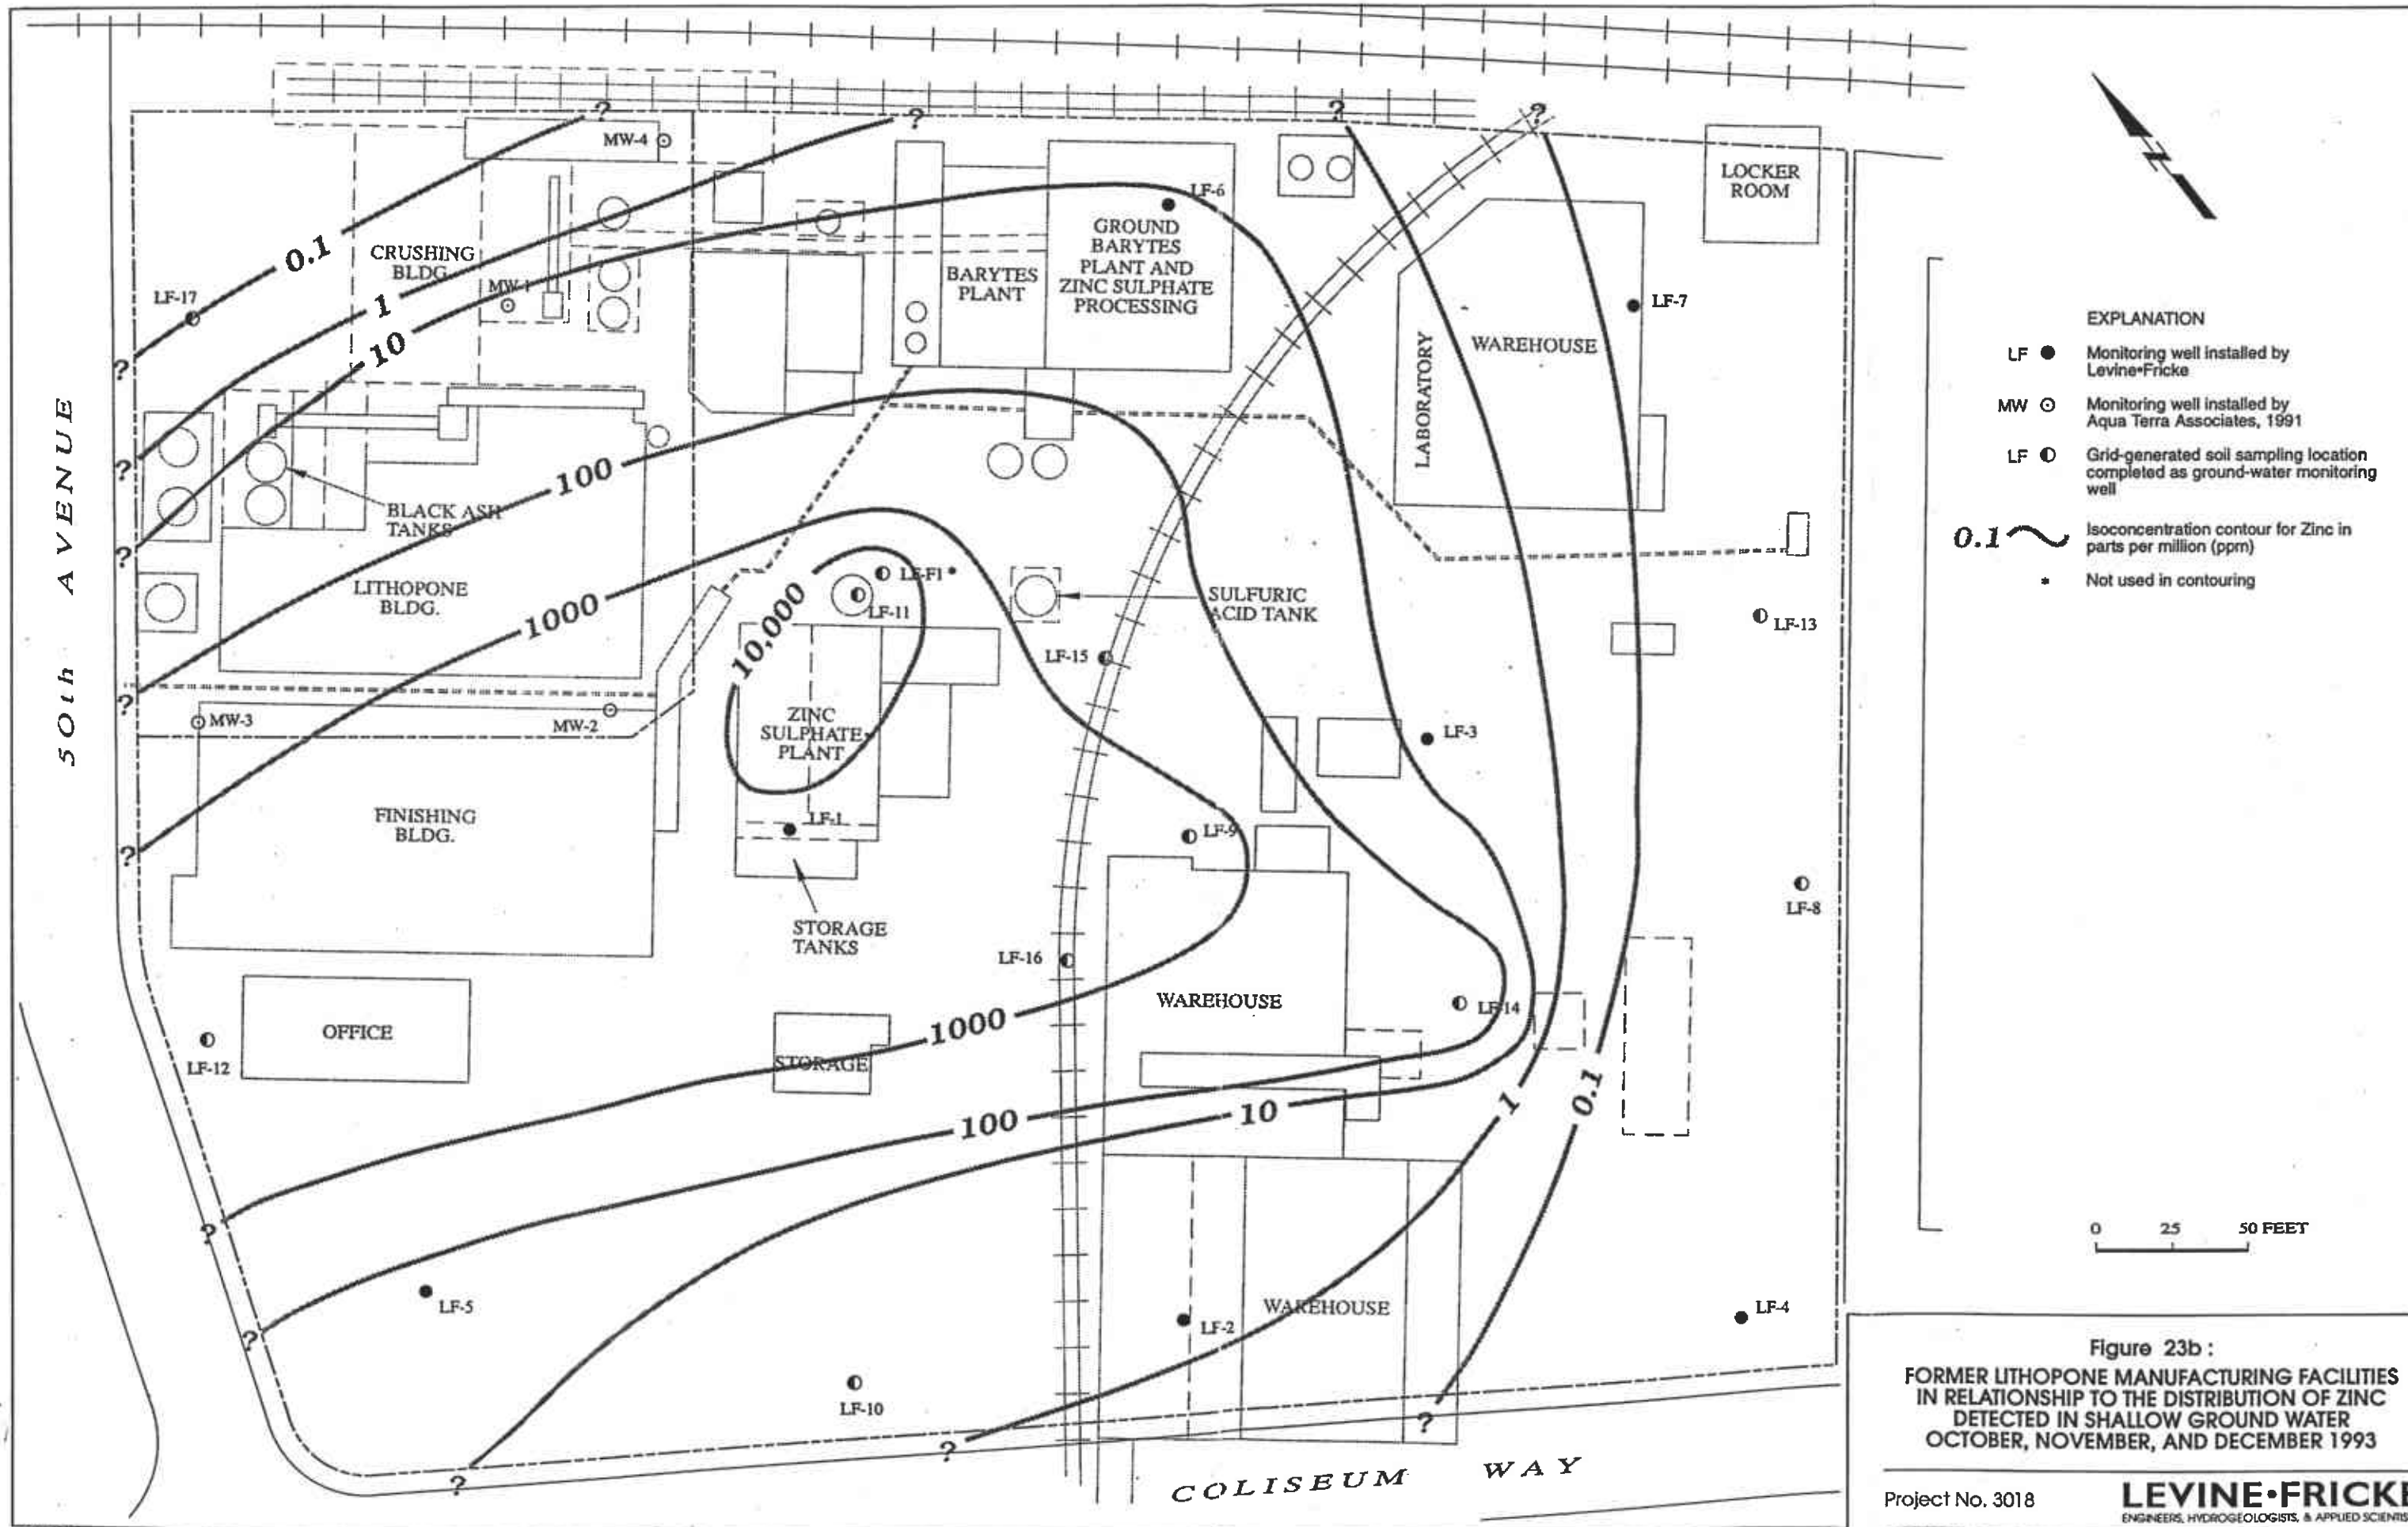 ?
?
?
?
MW-4
LOCKER
ROOM
LF-6
0.1
CRUSHING
BLDG.
MW-1
GROUND
BARYTES
PLANT AND
ZINC SULPHATE
PROCESSING
BARYTES
PLANT
LF-17
1
10
LF-7
WAREHOUSE
LABORATORY
?
?
?
?
?
50th AVENUE
100
BLACK ASH
TANKS
LITHOPONE
BLDG.
1000
10,000
LF-F1 *
LF-11
SULFURIC
ACID TANK
LF-13
LF-15
MW-3
MW-2
ZINC
SULPHATE
PLANT
LF-3
FINISHING
BLDG.
LF-1
LF-9
STORAGE
TANKS
LF-8
LF-16
WAREHOUSE
LF-14
OFFICE
LF-12
1000
STORAGE
100
10
1
0.1
?
?
LF-5
LF-2
WAREHOUSE
LF-4
LF-10
?
?
?
COLISEUM WAY
EXPLANATION
LF Monitoring well installed by
Levine•Fricke
MW Monitoring well installed by
Aqua Terra Associates, 1991
LF Grid-generated soil sampling location
completed as ground-water monitoring
well
0.1 Isoconcentration contour for Zinc in
parts per million (ppm)
* Not used in contouring
0 25 50 FEET
Figure 23b :
FORMER LITHOPONE MANUFACTURING FACILITIES
IN RELATIONSHIP TO THE DISTRIBUTION OF ZINC
DETECTED IN SHALLOW GROUND WATER
OCTOBER, NOVEMBER, AND DECEMBER 1993
Project No. 3018
LEVINE•FRICKE
ENGINEERS, HYDROGEOLOGISTS, & APPLIED SCIENTIS